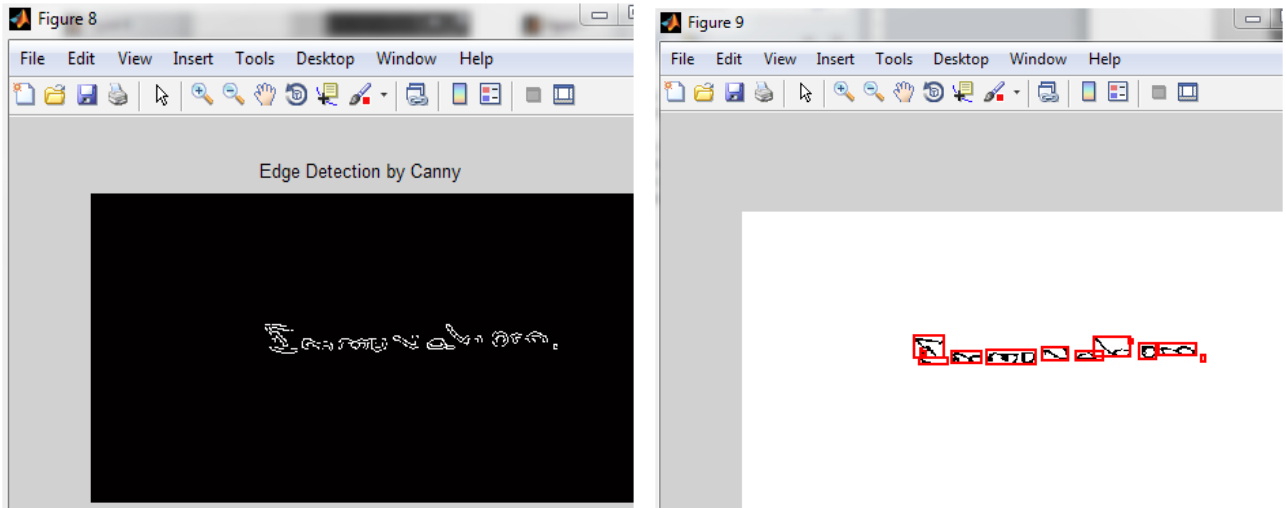 Figure 8
File Edit View Insert Tools Desktop Window Help
Edge Detection by Canny
Figure 9
File Edit View Insert Tools Desktop Window Help